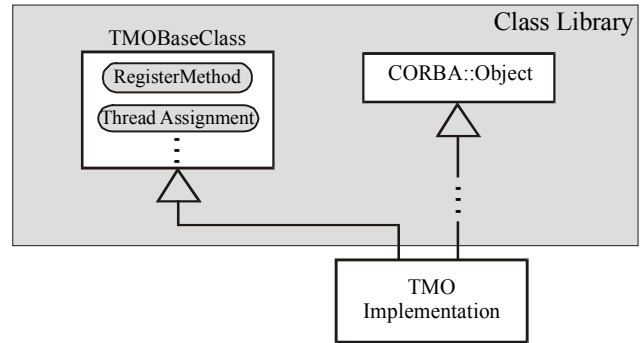 Class Library
TMOBaseClass
RegisterMethod
Thread Assignment
CORBA::Object
TMO
Implementation